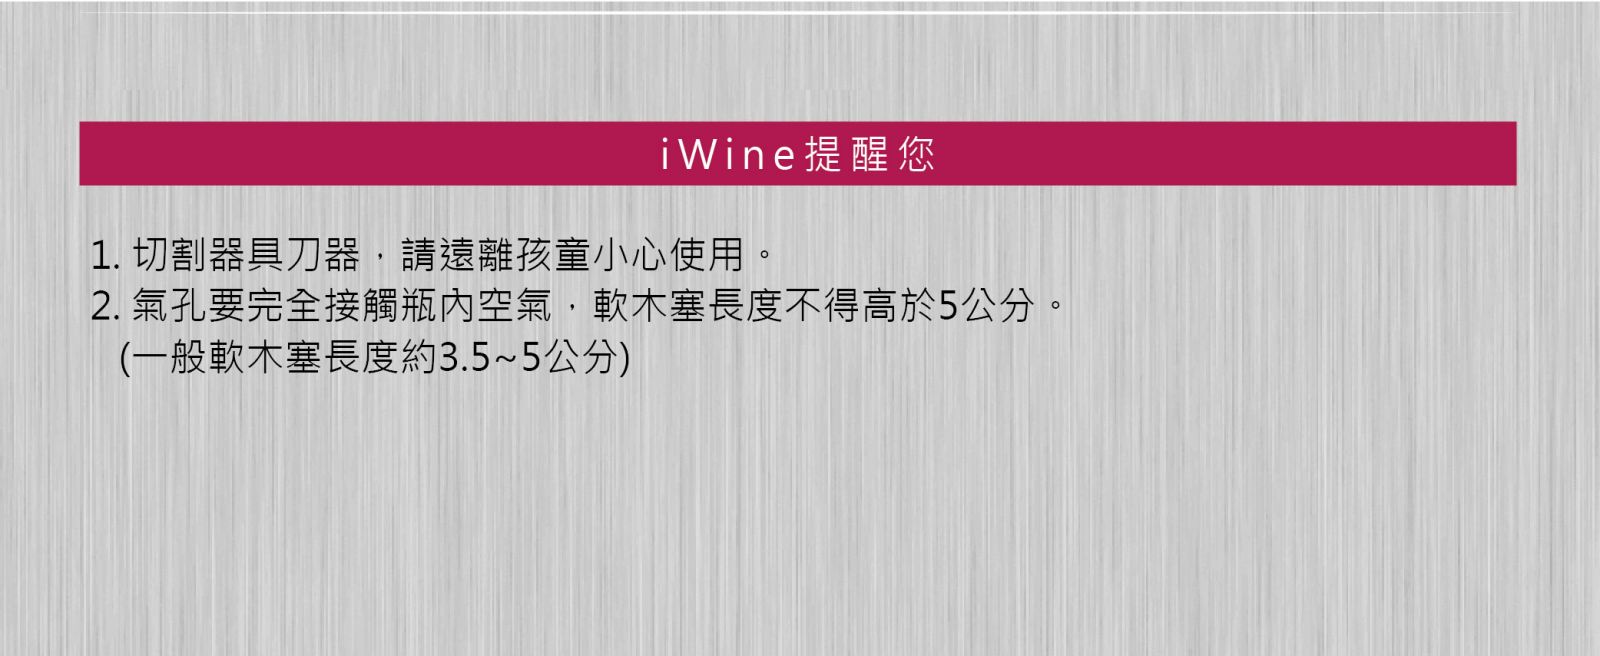 iWine提醒您
1. 切割器具刀器，請遠離孩童小心使用。
2. 氣孔要完全接觸瓶內空氣，軟木塞長度不得高於5公分。
(一般軟木塞長度約3.5~5公分)